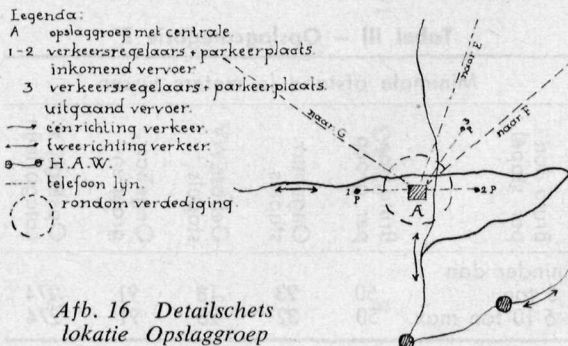 Legenda:
A opslaggroep met centrale
1-2 verkeersregelaars + parkeerplaats
inkomend vervoer
3 verkeersregelaars + parkeerplaats
uitgaand vervoer.
eenrichting verkeer.
tweerichting verkeer.
H.A.W.
telefoon lijn.
rondom verdediging.
naar E
naar G
naar F
3 P
1 P
2 P
A
Afb. 16 Detailschets
lokatie Opslaggroep